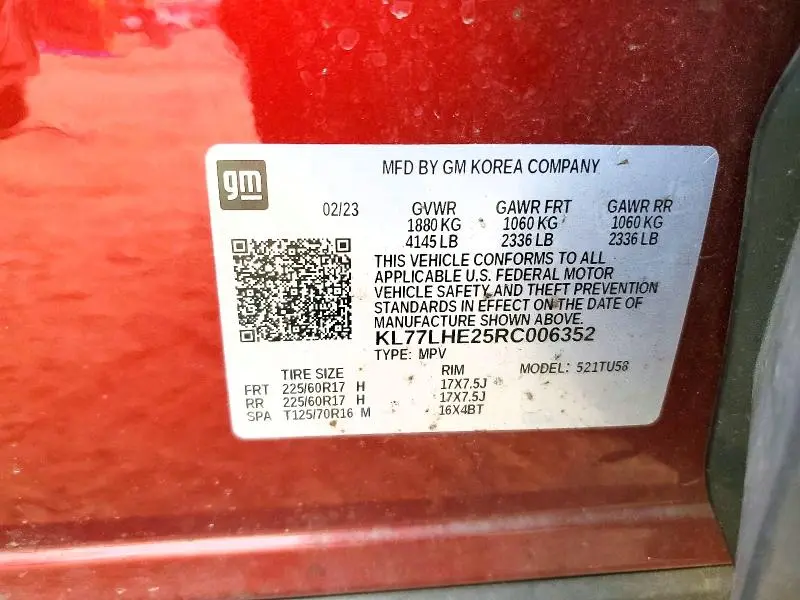 gm
MFD BY GM KOREA COMPANY
02/23 GVWR GAWR FRT GAWR RR
1880 KG 1060 KG 1060 KG
4145 LB 2336 LB 2336 LB
THIS VEHICLE CONFORMS TO ALL
APPLICABLE U.S. FEDERAL MOTOR
VEHICLE SAFETY AND THEFT PREVENTION
STANDARDS IN EFFECT ON THE DATE OF
MANUFACTURE SHOWN ABOVE.
KL77LHE25RC006352
TYPE: MPV
TIRE SIZE RIM MODEL: 521TU58
FRT 225/60R17 H 17X7.5J
RR 225/60R17 H 17X7.5J
SPA T125/70R16 M 16X4BT